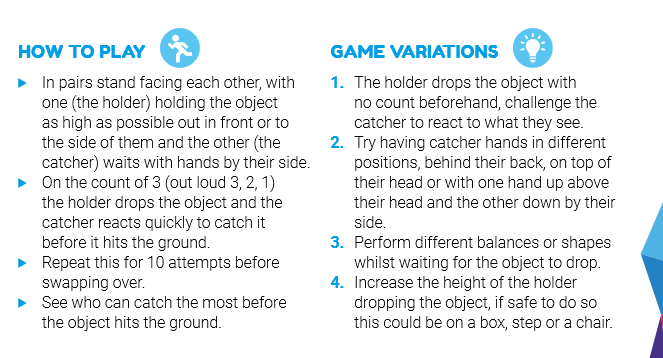 HOW TO PLAY
In pairs stand facing each other, with
one (the holder) holding the object
as high as possible out in front or to
the side of them and the other (the
catcher) waits with hands by their side.
On the count of 3 (out loud 3, 2, 1)
the holder drops the object and the
catcher reacts quickly to catch it
before it hits the ground.
Repeat this for 10 attempts before
swapping over.
See who can catch the most before
the object hits the ground.
GAME VARIATIONS
1. The holder drops the object with
no count beforehand, challenge the
catcher to react to what they see.
2. Try having catcher hands in different
positions, behind their back, on top of
their head or with one hand up above
their head and the other down by their
side.
3. Perform different balances or shapes
whilst waiting for the object to drop.
4. Increase the height of the holder
dropping the object, if safe to do so
this could be on a box, step or a chair.